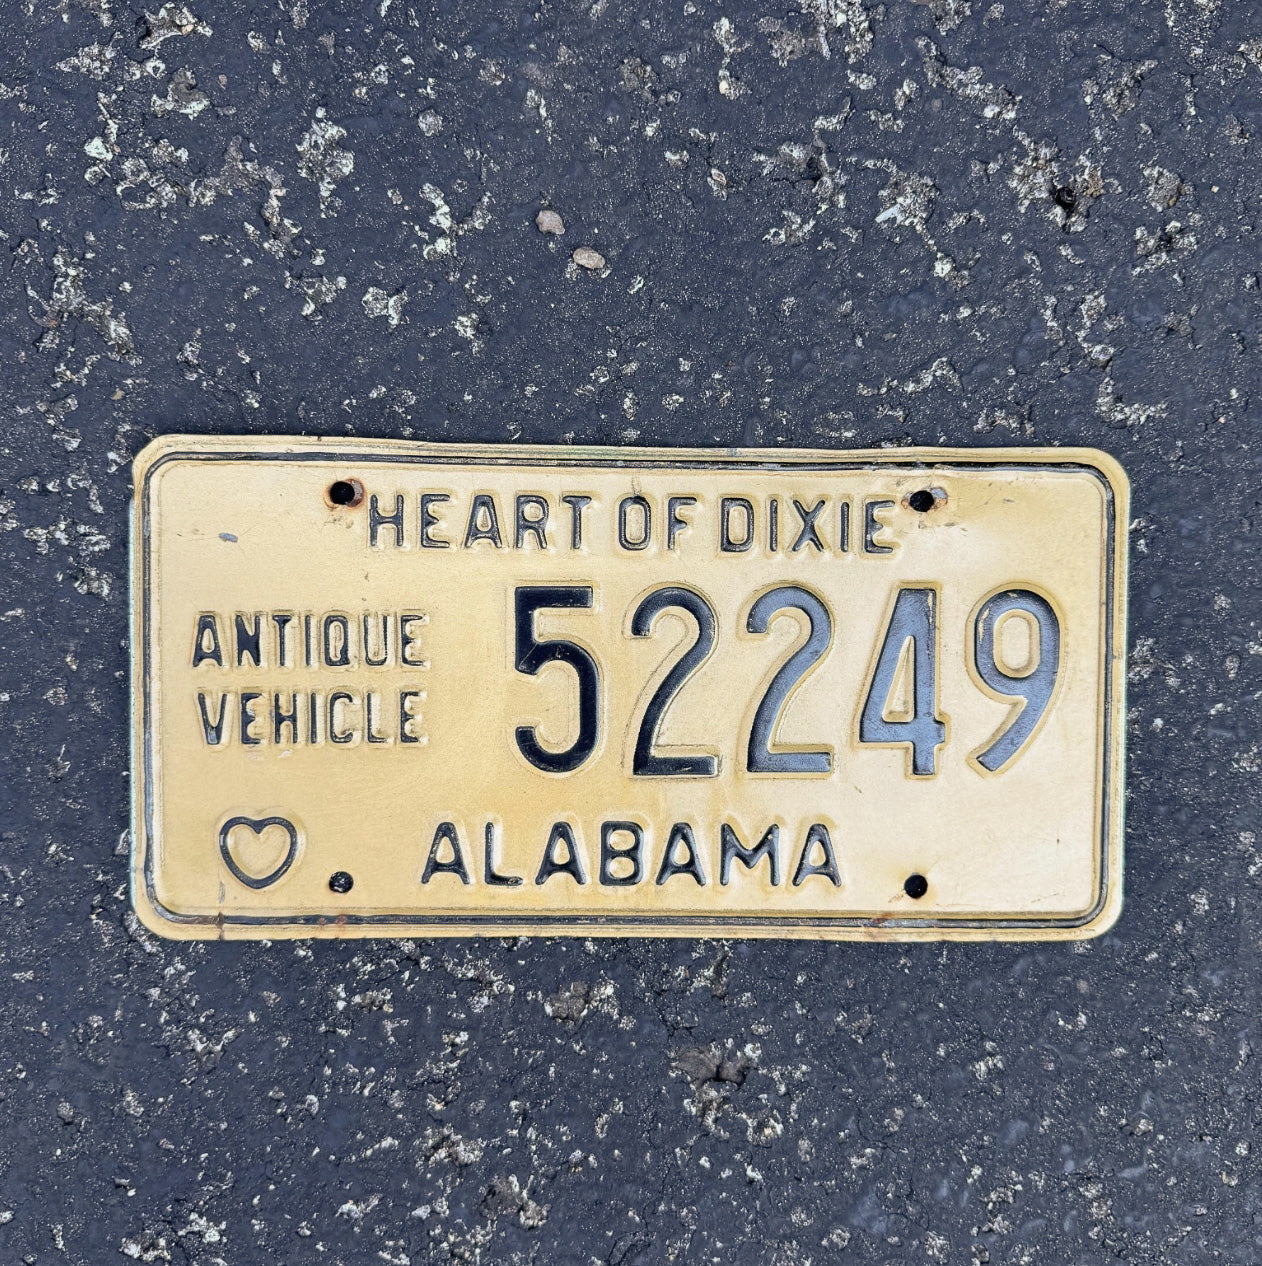 HEART OF DIXIE
ANTIQUE
VEHICLE
52249
ALABAMA